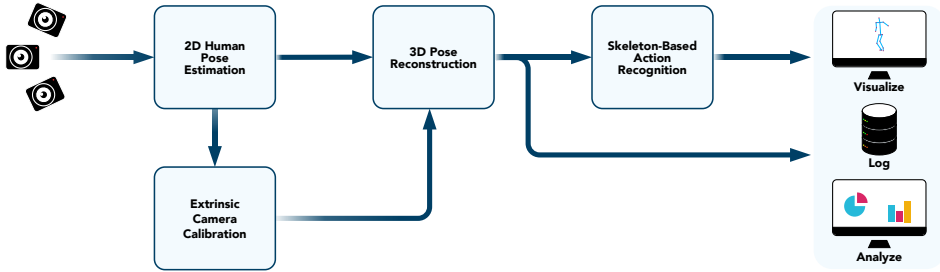 2D Human
Pose
Estimation
3D Pose
Reconstruction
Skeleton-Based
Action
Recognition
Visualize
Log
Extrinsic
Camera
Calibration
Analyze